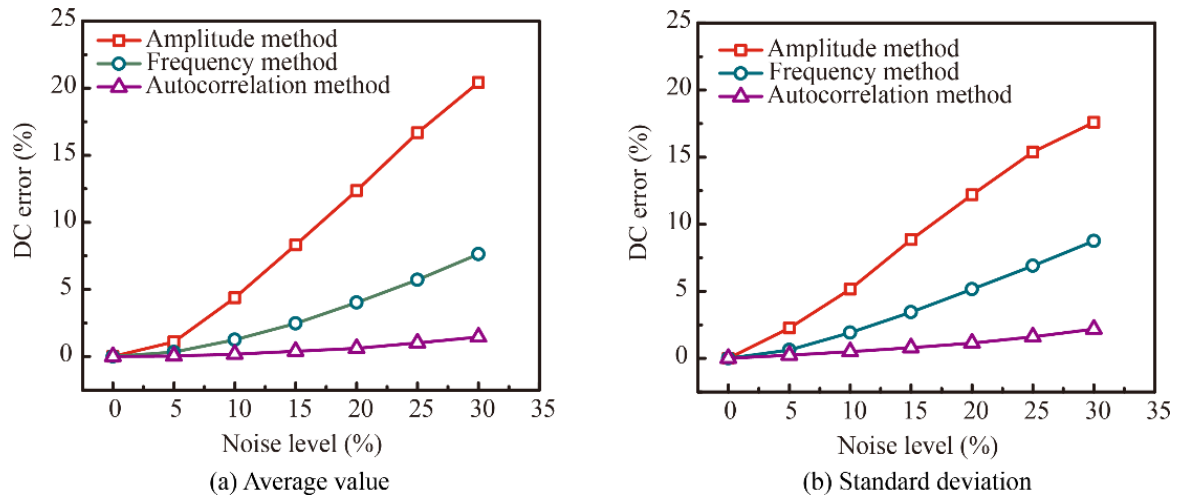 25
20
15
10
5
0
DC error (%)
Amplitude method
Frequency method
Autocorrelation method
0 5 10 15 20 25 30 35
Noise level (%)
(a) Average value
25
20
15
10
5
0
DC error (%)
Amplitude method
Frequency method
Autocorrelation method
0 5 10 15 20 25 30 35
Noise level (%)
(b) Standard deviation